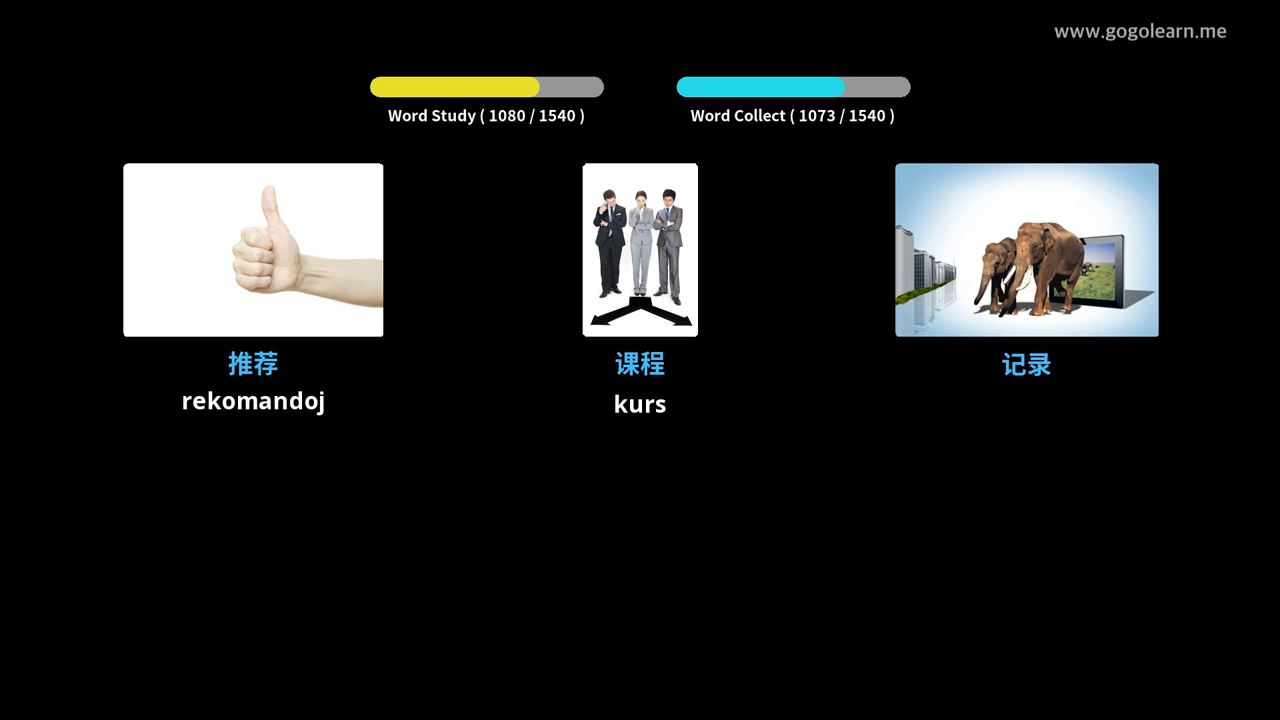 www.gogolearn.me
Word Study ( 1080 / 1540 )
Word Collect ( 1073 / 1540 )
推荐
课程
记录
rekomandoj
kurs